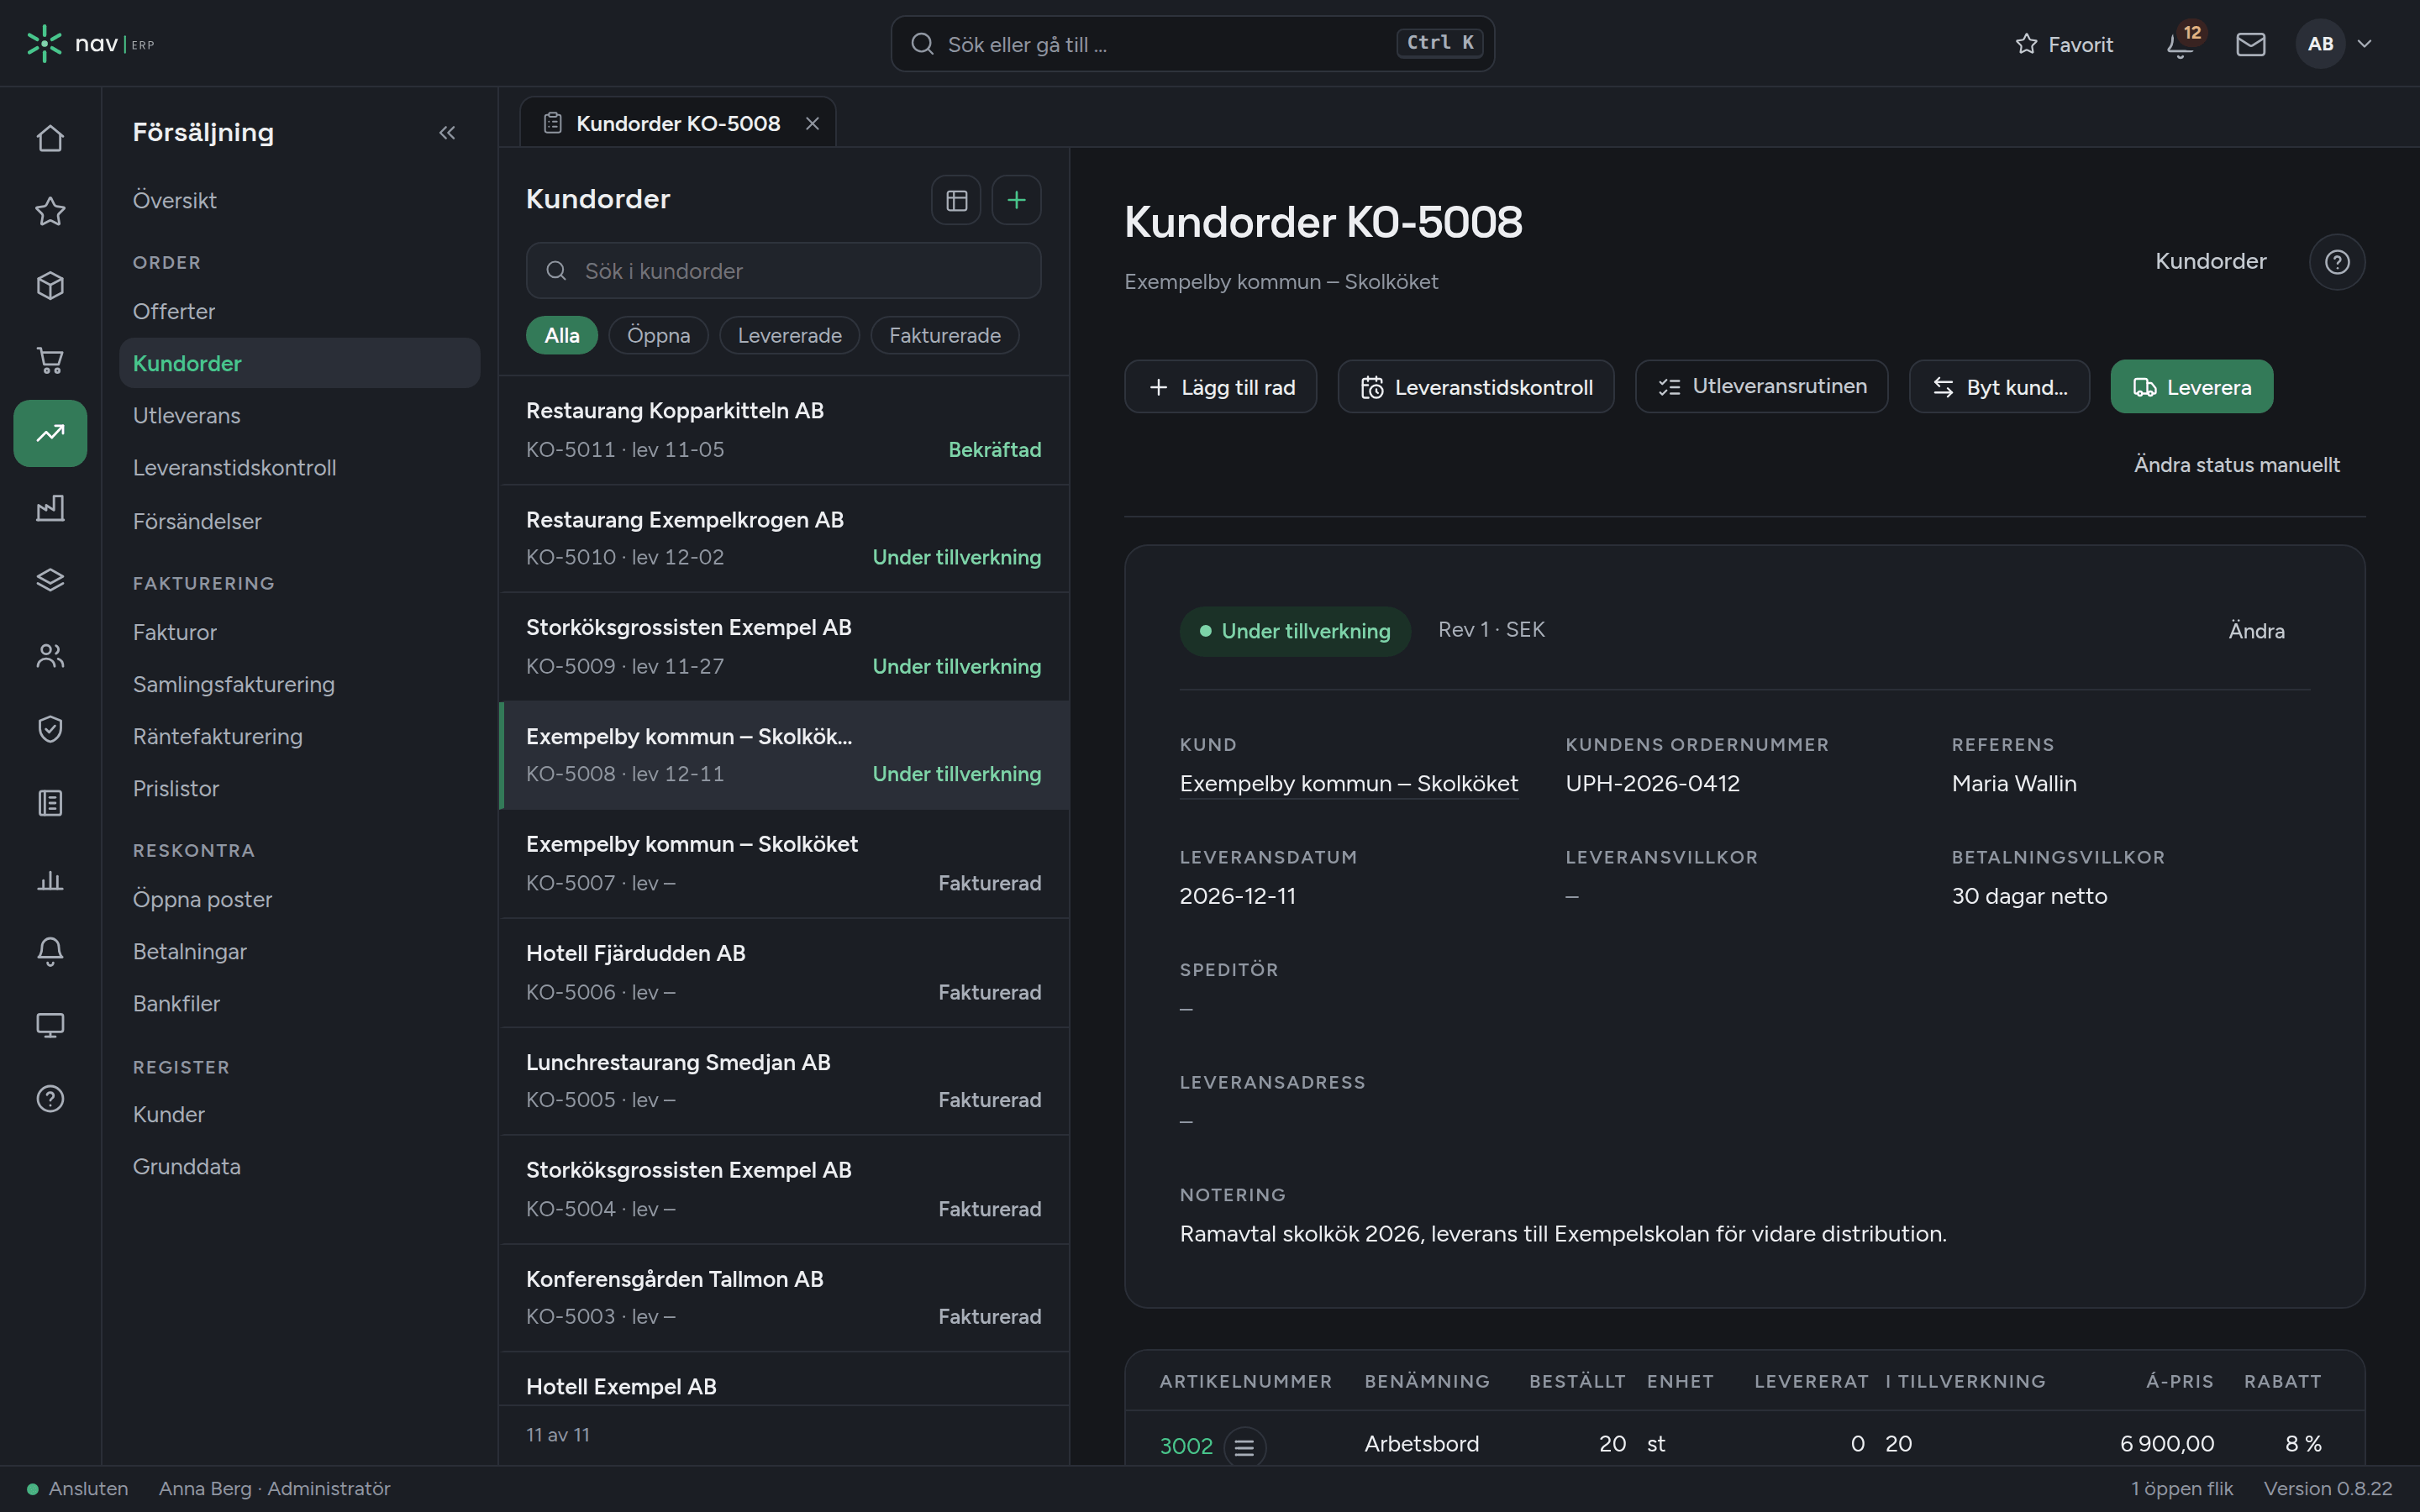 nav ERP
Sök eller gå till ... Ctrl K
Favorit
12
AB
Försäljning
Översikt
ORDER
Offerter
Kundorder
Utleverans
Leveranstidskontroll
Försändelser
FAKTURERING
Fakturor
Samlingsfakturering
Räntefakturering
Prislistor
RESKONTRA
Öppna poster
Betalningar
Bankfiler
REGISTER
Kunder
Grunddata
Kundorder KO-5008
Kundorder
Sök i kundorder
Alla Öppna Levererade Fakturerade
Restaurang Kopparkitteln AB
KO-5011 · lev 11-05 Bekräftad
Restaurang Exempelkrogen AB
KO-5010 · lev 12-02 Under tillverkning
Storköksgrossisten Exempel AB
KO-5009 · lev 11-27 Under tillverkning
Exempelby kommun – Skolkök...
KO-5008 · lev 12-11 Under tillverkning
Exempelby kommun – Skolköket
KO-5007 · lev – Fakturerad
Hotell Fjärdudden AB
KO-5006 · lev – Fakturerad
Lunchrestaurang Smedjan AB
KO-5005 · lev – Fakturerad
Storköksgrossisten Exempel AB
KO-5004 · lev – Fakturerad
Konferensgården Tallmon AB
KO-5003 · lev – Fakturerad
Hotell Exempel AB
11 av 11
Kundorder KO-5008
Exempelby kommun – Skolköket
Kundorder
Lägg till rad Leveranstidskontroll Utleveransrutinen Byt kund... Leverera
Ändra status manuellt
Under tillverkning Rev 1 · SEK Ändra
KUND KUNDENS ORDERNUMMER REFERENS
Exempelby kommun – Skolköket UPH-2026-0412 Maria Wallin
LEVERANSDATUM LEVERANSVILLKOR BETALNINGSVILLKOR
2026-12-11 – 30 dagar netto
SPEDITÖR
–
LEVERANSADRESS
–
NOTERING
Ramavtal skolkök 2026, leverans till Exempelskolan för vidare distribution.
ARTIKELNUMMER BENÄMNING BESTÄLLT ENHET LEVERERAT I TILLVERKNING Á-PRIS RABATT
3002 Arbetsbord 20 st 0 20 6 900,00 8 %
Ansluten Anna Berg · Administratör 1 öppen flik Version 0.8.22